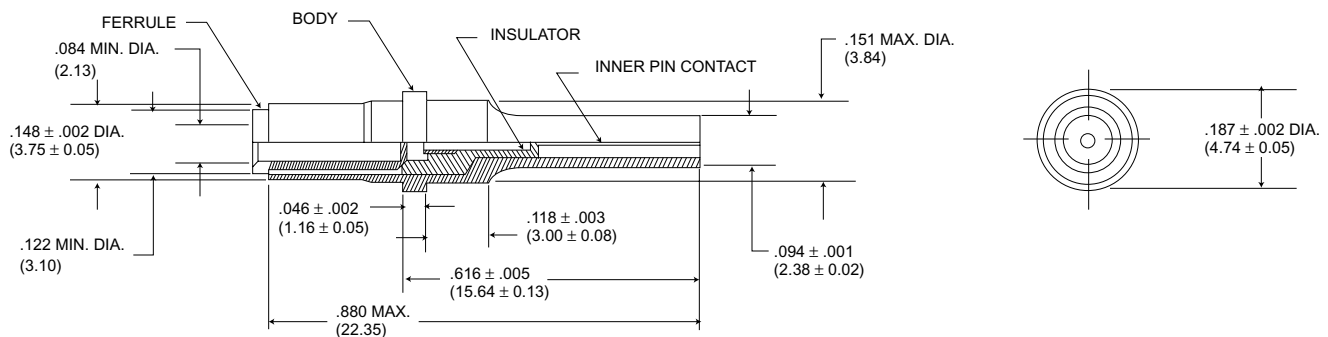 FERRULE
BODY
.084 MIN. DIA.
(2.13)
INSULATOR
INNER PIN CONTACT
.151 MAX. DIA.
(3.84)
.148 ± .002 DIA.
(3.75 ± 0.05)
.187 ± .002 DIA.
(4.74 ± 0.05)
.046 ± .002
(1.16 ± 0.05)
.118 ± .003
(3.00 ± 0.08)
.122 MIN. DIA.
(3.10)
.094 ± .001
(2.38 ± 0.02)
.616 ± .005
(15.64 ± 0.13)
.880 MAX.
(22.35)